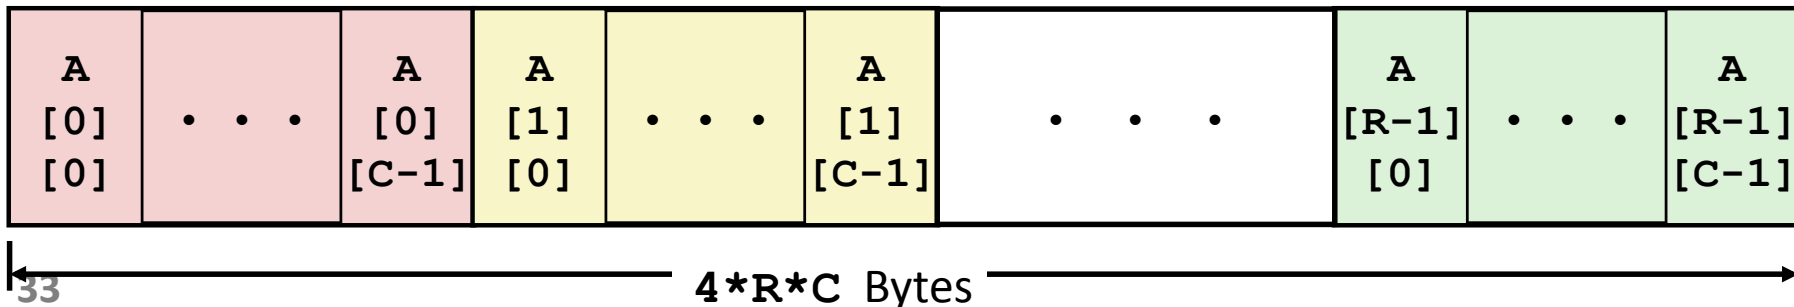 A A A A A A
[0] • • • [0] [1] • • • [1] • • • [R-1] • • • [R-1]
[0] [C-1] [0] [C-1] [0] [C-1]
33 4*R*C Bytes